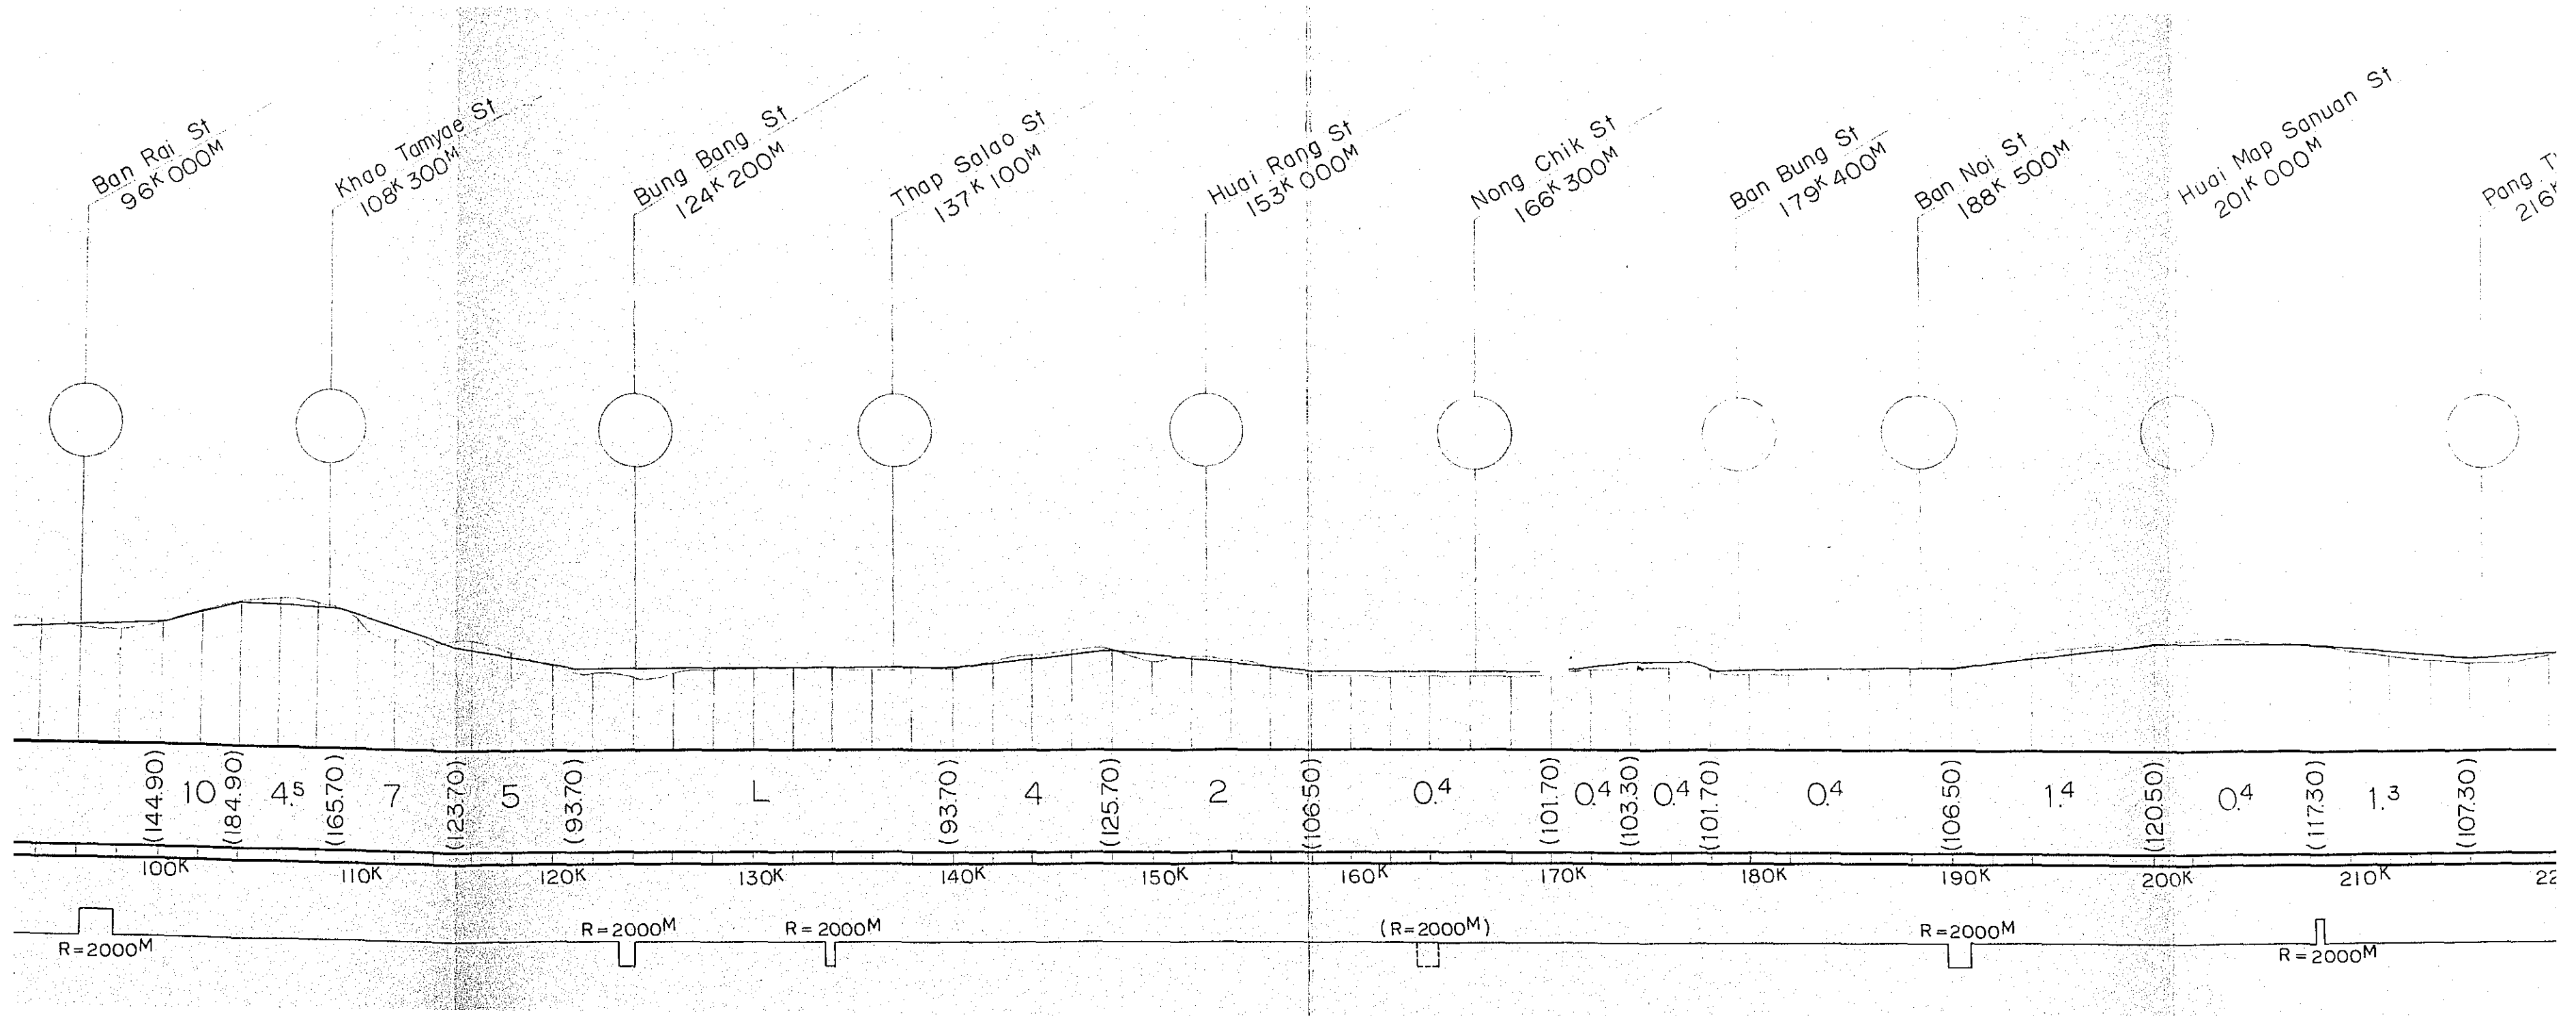 Ban Rai St
96K 000M
Khao Tamyae St
108K 300M
Bung Bang St
124K 200M
Thap Salao St
137K 100M
Huai Rang St
153K 000M
Nong Chik St
166K 300M
Ban Bung St
179K 400M
Ban Noi St
188K 500M
Huai Map Sanuan St
201K 000M
Pang T
216K
(144.90) 10 (184.90) 4.5 (165.70) 7 (123.70) 5 (93.70) L (93.70) 4 (125.70) 2 (106.50) 0.4 (101.70) 0.4 (103.30) 0.4 (101.70) 0.4 (106.50) 1.4 (120.50) 0.4 (117.30) 1.3 (107.30)
100K 110K 120K 130K 140K 150K 160K 170K 180K 190K 200K 210K 22
R=2000M R=2000M R=2000M (R=2000M) R=2000M R=2000M